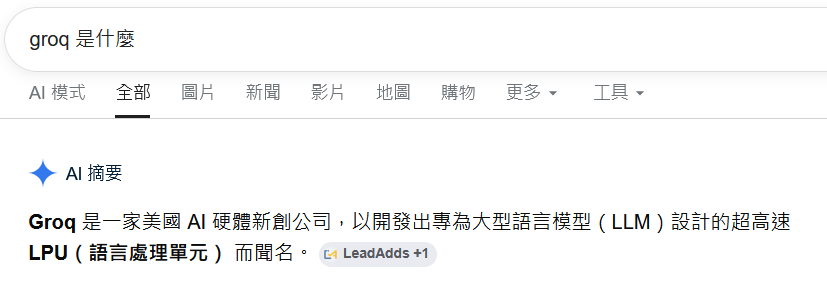 groq 是什麼
AI 模式 全部 圖片 新聞 影片 地圖 購物 更多 工具
AI 摘要
Groq 是一家美國 AI 硬體新創公司，以開發出專為大型語言模型（LLM）設計的超高速
LPU（語言處理單元） 而聞名。 LeadAdds +1